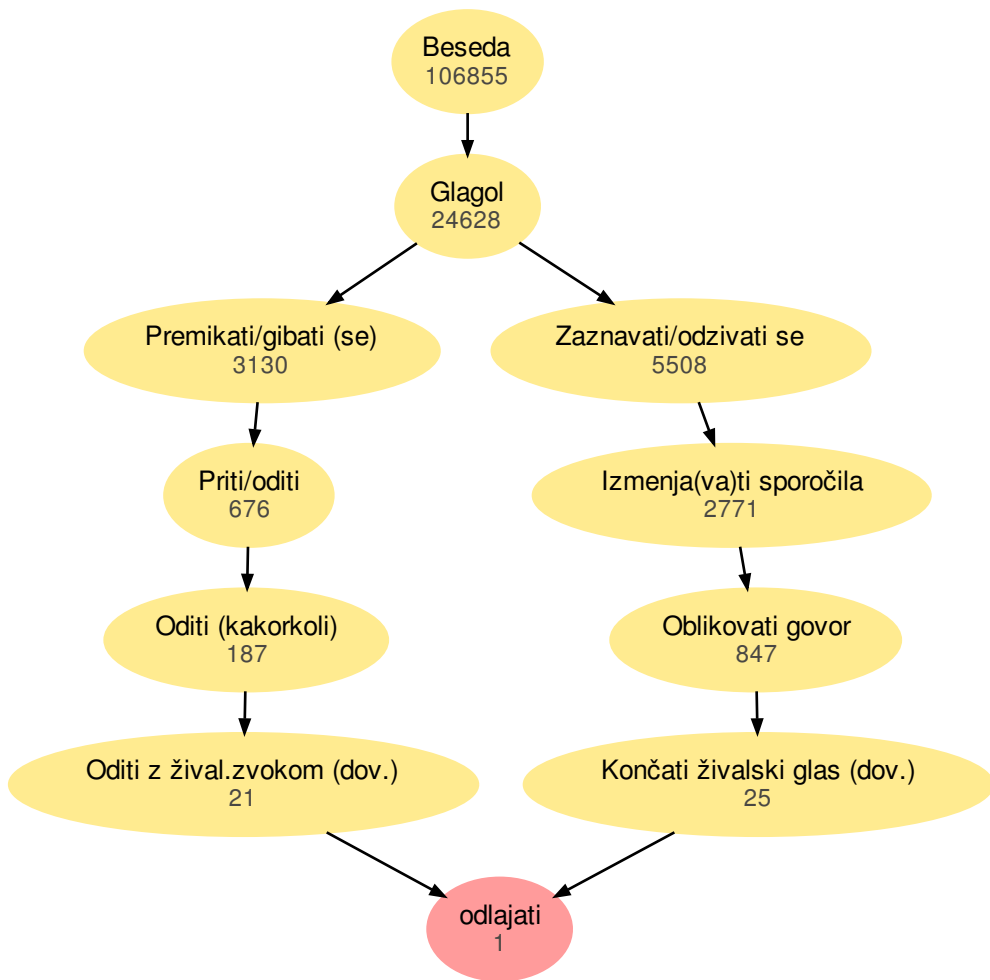 Beseda
106855
Glagol
24628
Premikati/gibati (se)
3130
Zaznavati/odzivati se
5508
Priti/oditi
676
Izmenja(va)ti sporočila
2771
Oditi (kakorkoli)
187
Oblikovati govor
847
Oditi z žival.zvokom (dov.)
21
Končati živalski glas (dov.)
25
odlajati
1